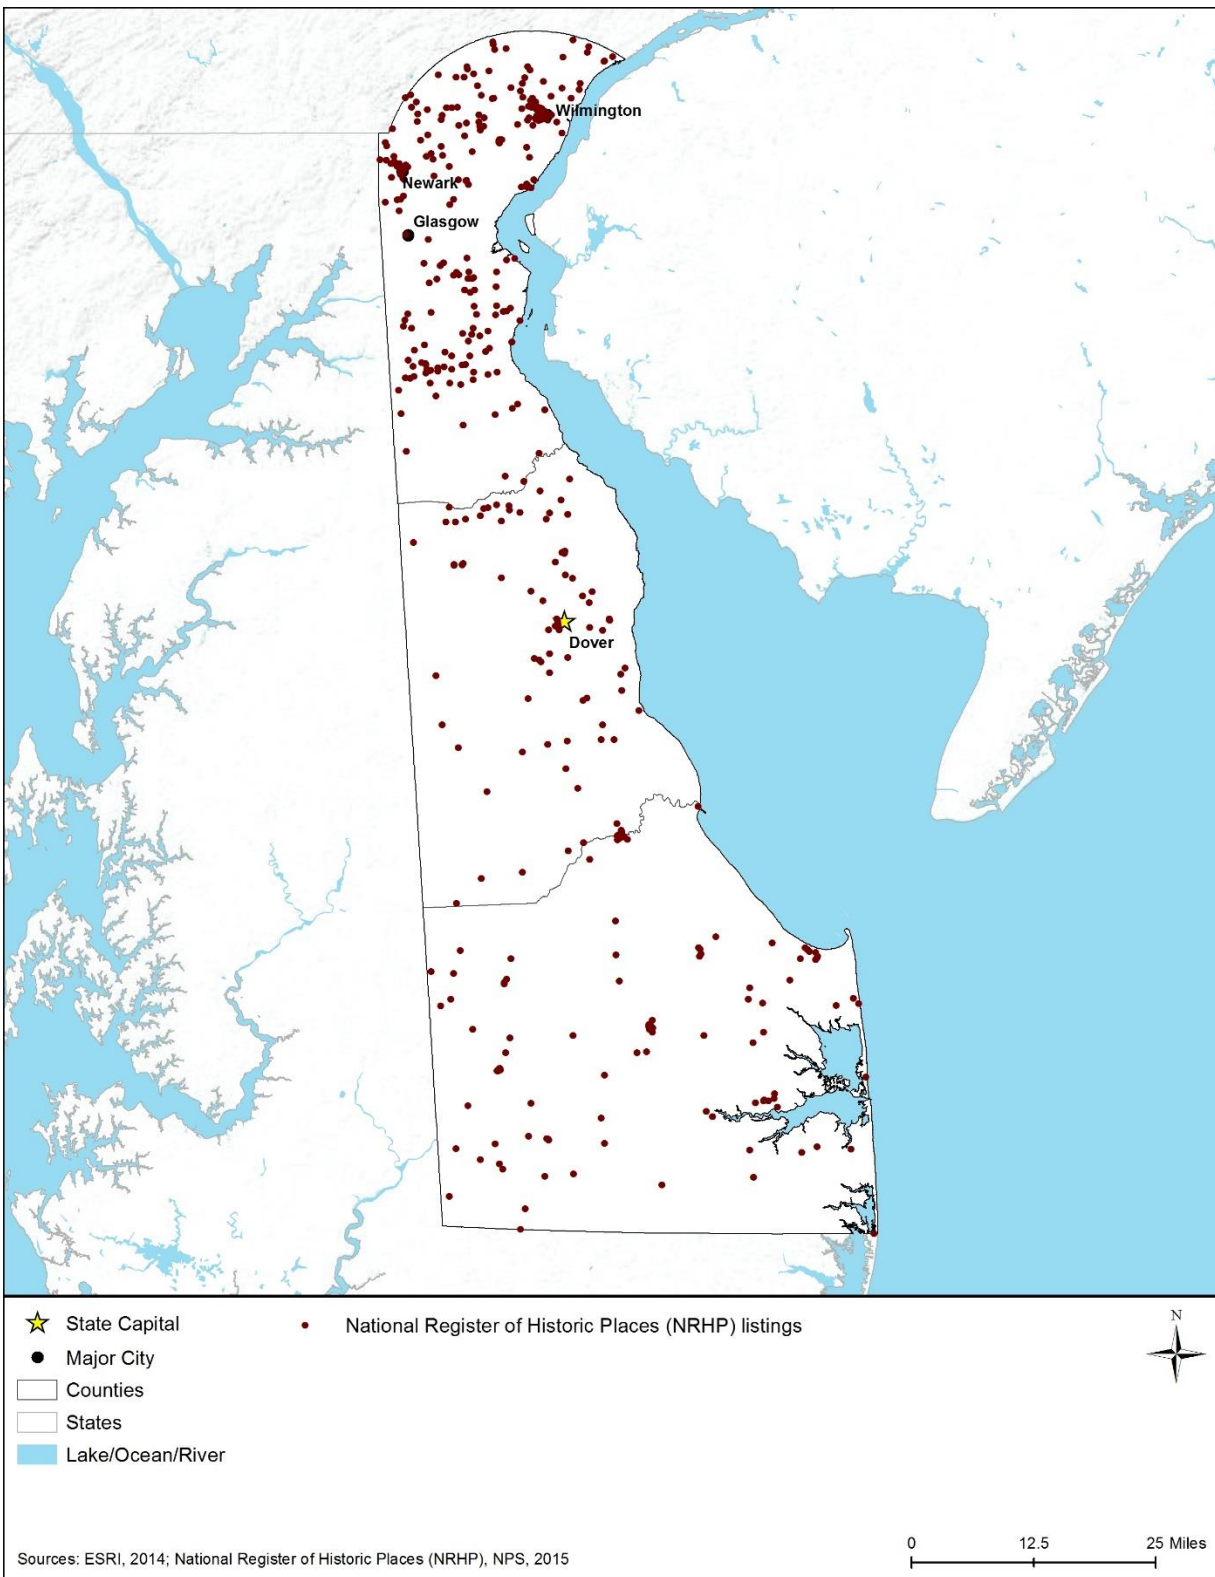 Wilmington
Newark
Glasgow
Dover
State Capital
National Register of Historic Places (NRHP) listings
N
Major City
Counties
States
Lake/Ocean/River
0 12.5 25 Miles
Sources: ESRI, 2014; National Register of Historic Places (NRHP), NPS, 2015